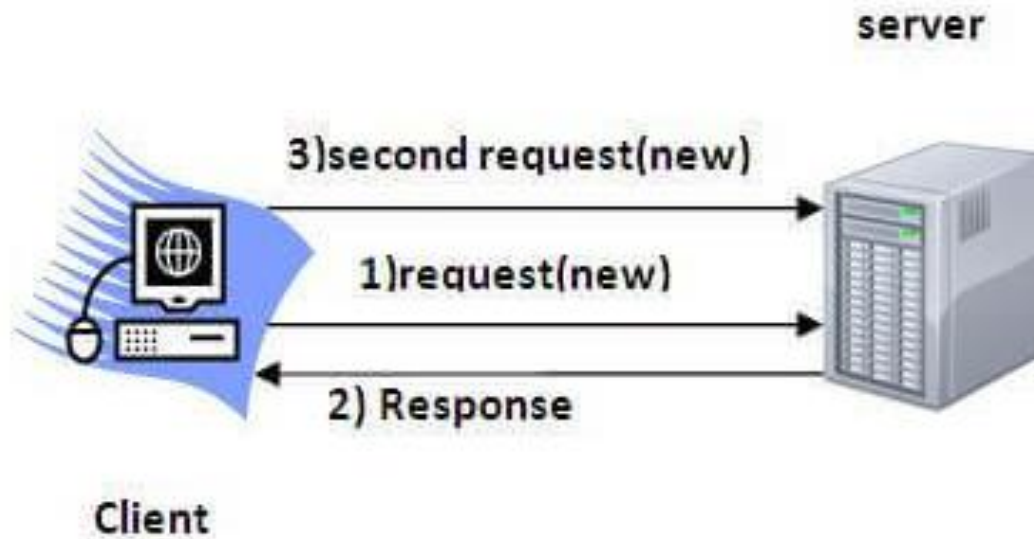 server
3)second request(new)
1)request(new)
2) Response
Client